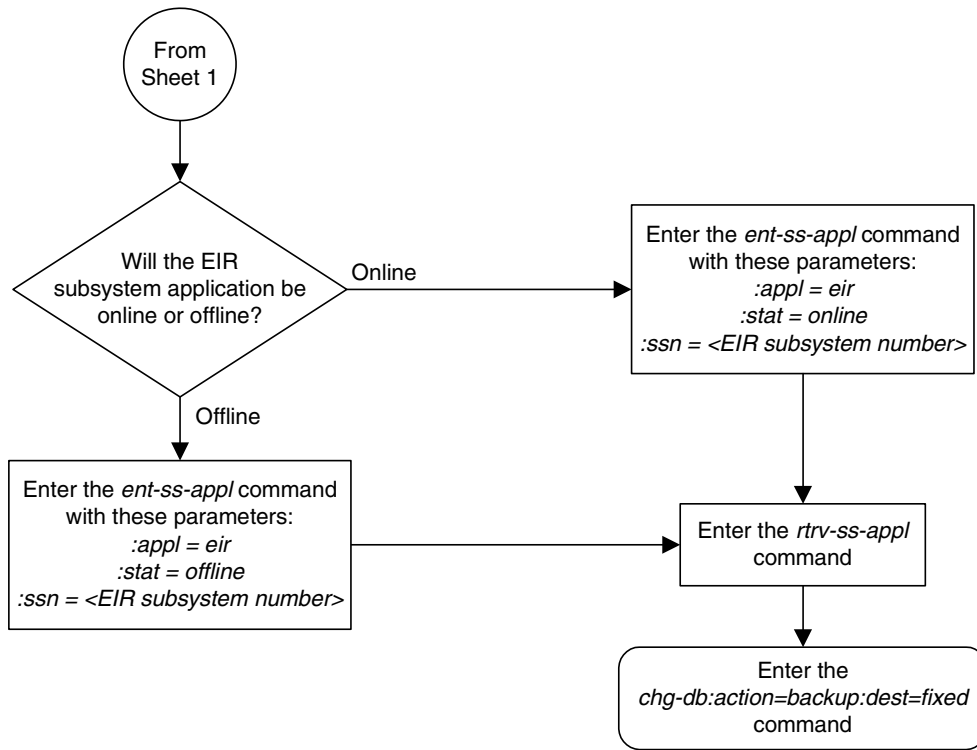 From
Sheet 1
Will the EIR
subsystem application be
online or offline?
Online
Enter the ent-ss-appl command
with these parameters:
:appl = eir
:stat = online
:ssn = <EIR subsystem number>
Offline
Enter the ent-ss-appl command
with these parameters:
:appl = eir
:stat = offline
:ssn = <EIR subsystem number>
Enter the rtrv-ss-appl
command
Enter the
chg-db:action=backup:dest=fixed
command